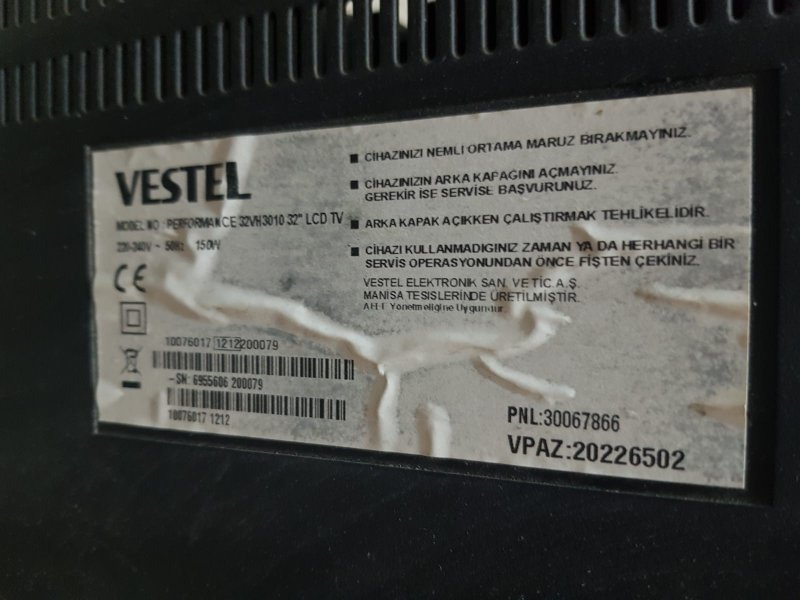 VESTEL
MODEL NO : PERFORMANCE 32VH3010 32" LCD TV
220-240V ~ 50Hz 150W
CE
10076017 1212200079
-SN: 6955606 200079
10076017 1212
■ CİHAZINIZI NEMLİ ORTAMA MARUZ BIRAKMAYINIZ.
■ CİHAZINIZIN ARKA KAPAĞINI AÇMAYINIZ.
GEREKİR İSE SERVİSE BAŞVURUNUZ.
■ ARKA KAPAK AÇIKKEN ÇALIŞTIRMAK TEHLİKELİDİR.
■ CİHAZI KULLANMADIGINIZ ZAMAN YA DA HERHANGİ BİR
SERVİS OPERASYONUNDAN ÖNCE FİŞTEN ÇEKİNİZ.
VESTEL ELEKTRONİK SAN. VE TİC. A.Ş.
MANİSA TESİSLERİNDE ÜRETİLMİŞTİR.
Yönetmeliğine Uygundur
PNL:30067866
VPAZ:20226502